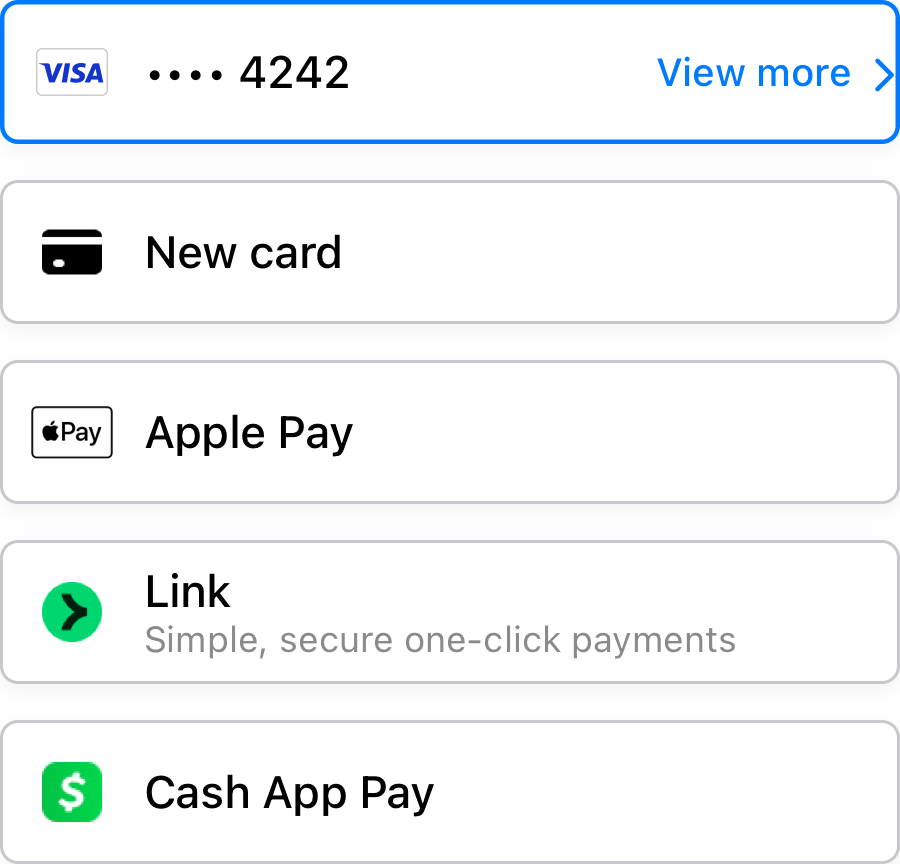 VISA •••• 4242 View more
New card
Pay Apple Pay
Link
Simple, secure one-click payments
$ Cash App Pay